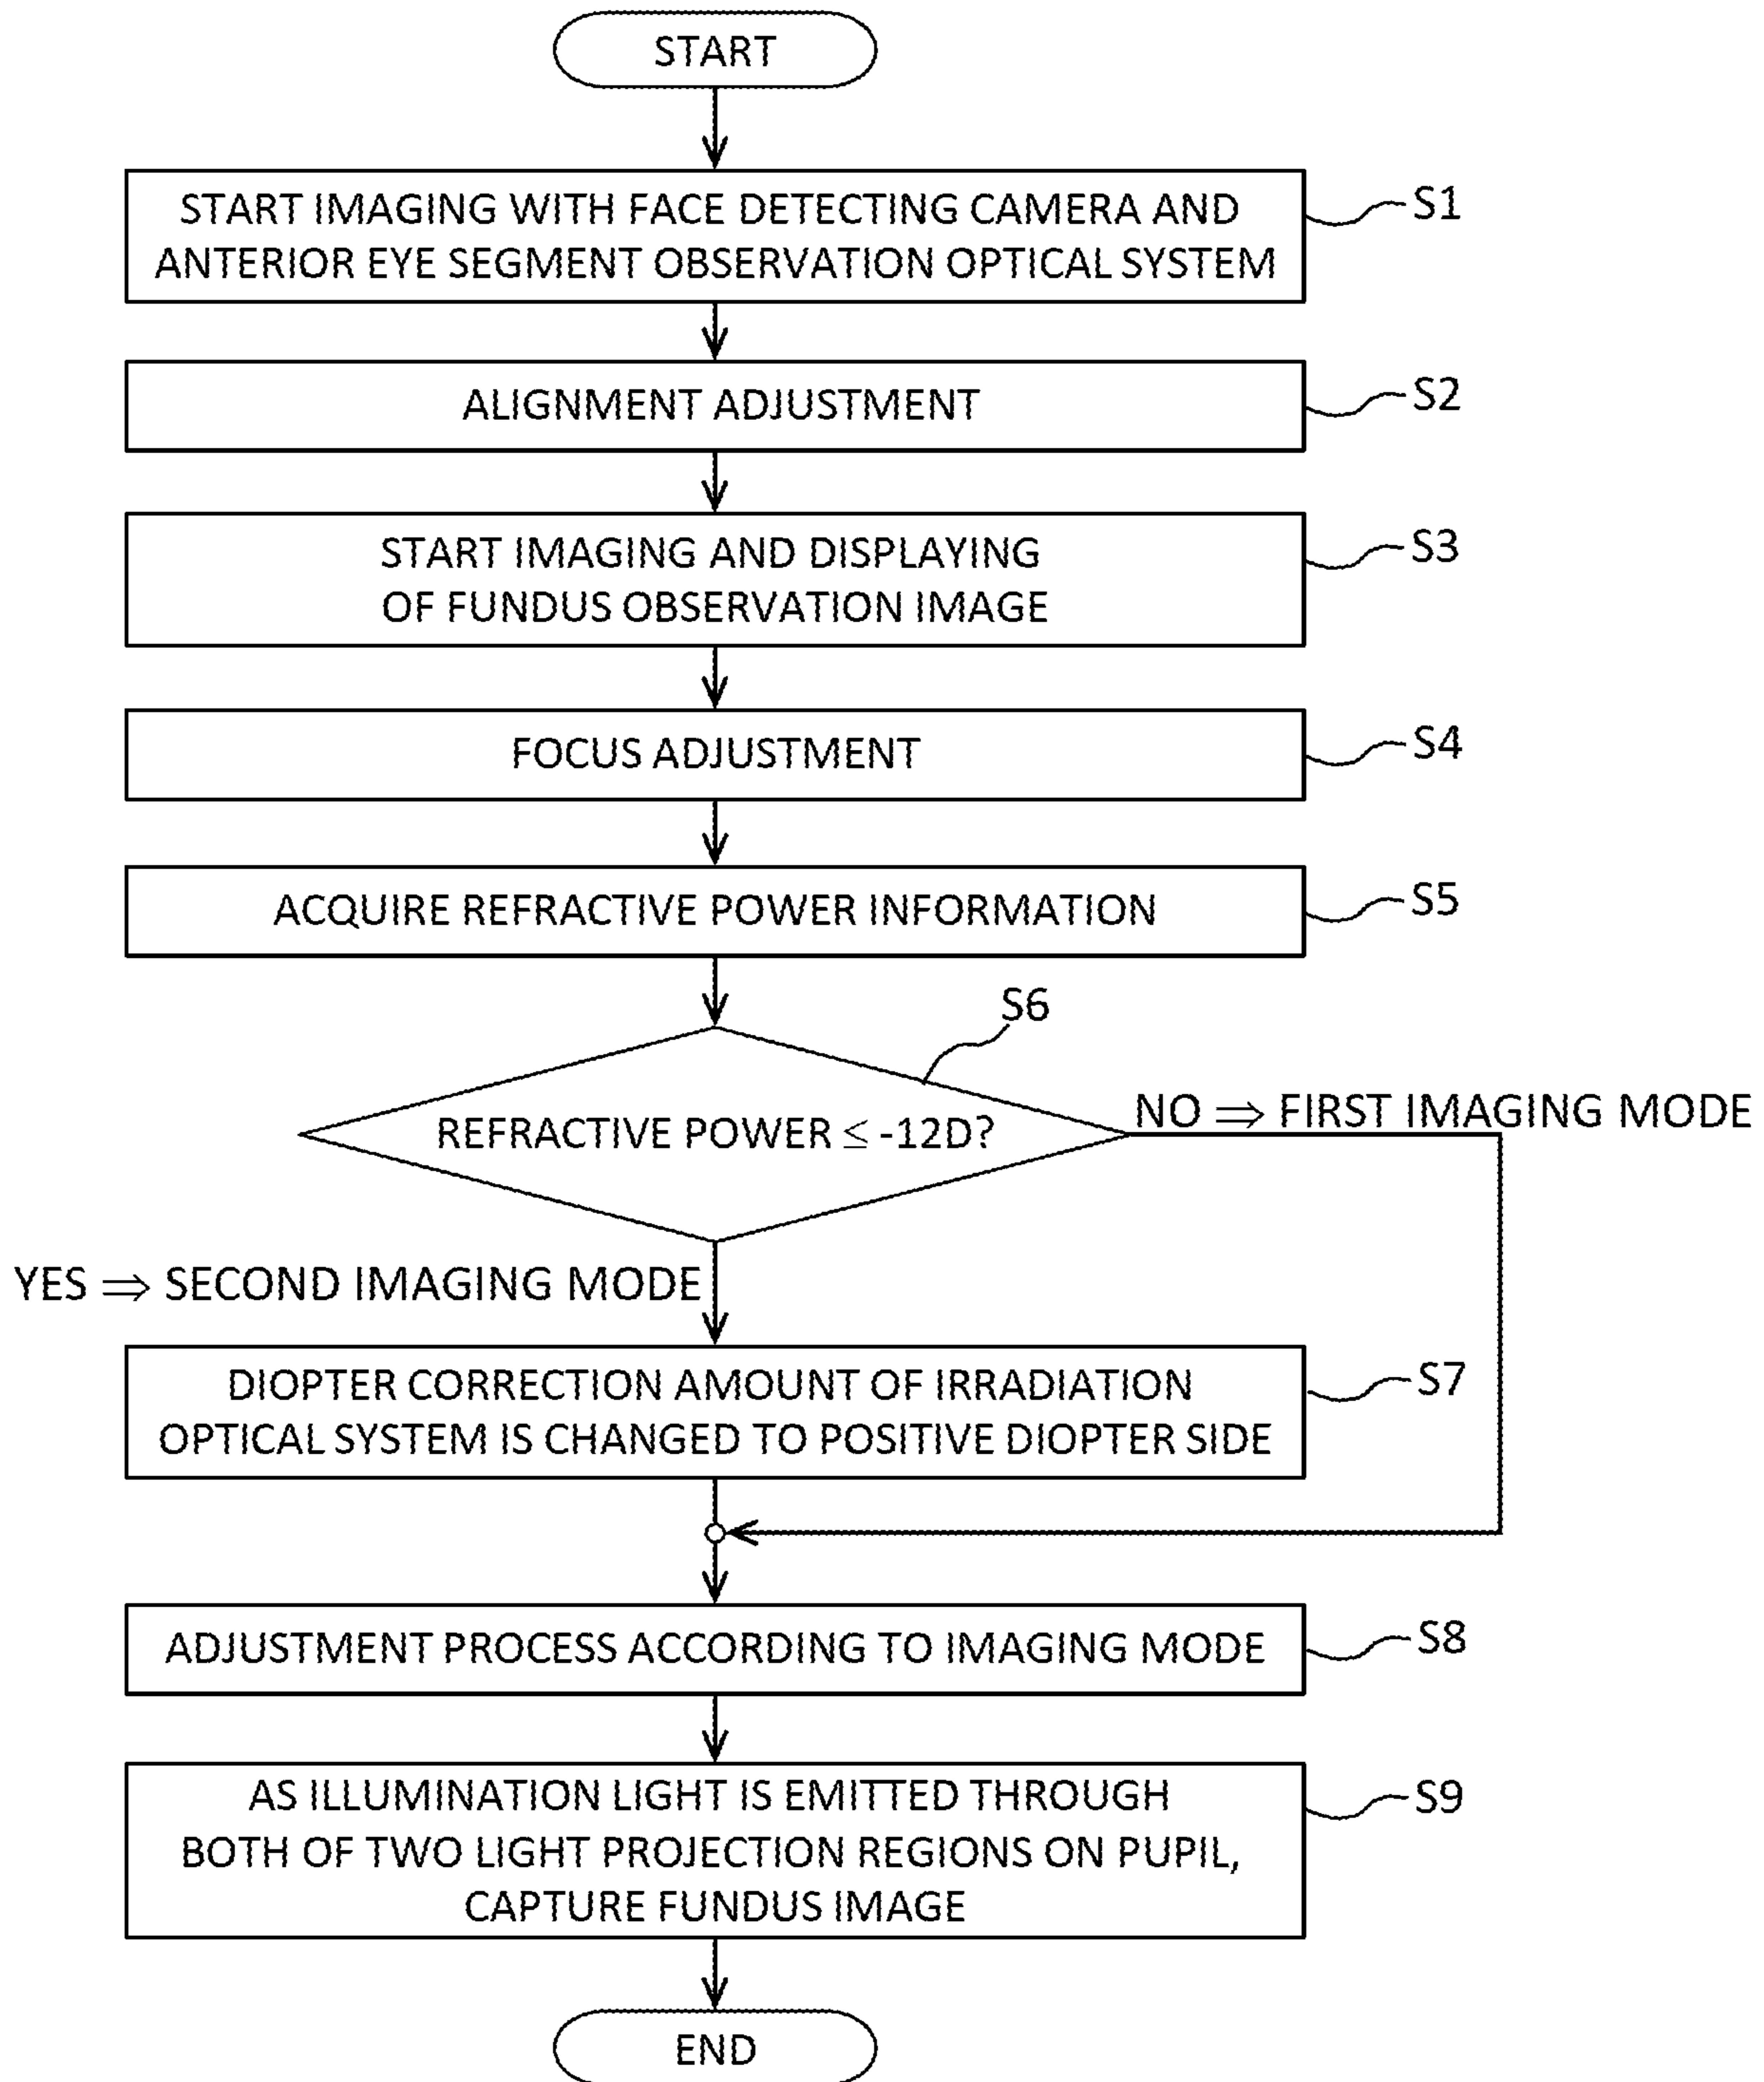 START
START IMAGING WITH FACE DETECTING CAMERA AND
ANTERIOR EYE SEGMENT OBSERVATION OPTICAL SYSTEM
S1
ALIGNMENT ADJUSTMENT
S2
START IMAGING AND DISPLAYING
OF FUNDUS OBSERVATION IMAGE
S3
FOCUS ADJUSTMENT
S4
ACQUIRE REFRACTIVE POWER INFORMATION
S5
S6
REFRACTIVE POWER ≤ -12D?
NO ⇒ FIRST IMAGING MODE
YES ⇒ SECOND IMAGING MODE
DIOPTER CORRECTION AMOUNT OF IRRADIATION
OPTICAL SYSTEM IS CHANGED TO POSITIVE DIOPTER SIDE
S7
ADJUSTMENT PROCESS ACCORDING TO IMAGING MODE
S8
AS ILLUMINATION LIGHT IS EMITTED THROUGH
BOTH OF TWO LIGHT PROJECTION REGIONS ON PUPIL,
CAPTURE FUNDUS IMAGE
S9
END